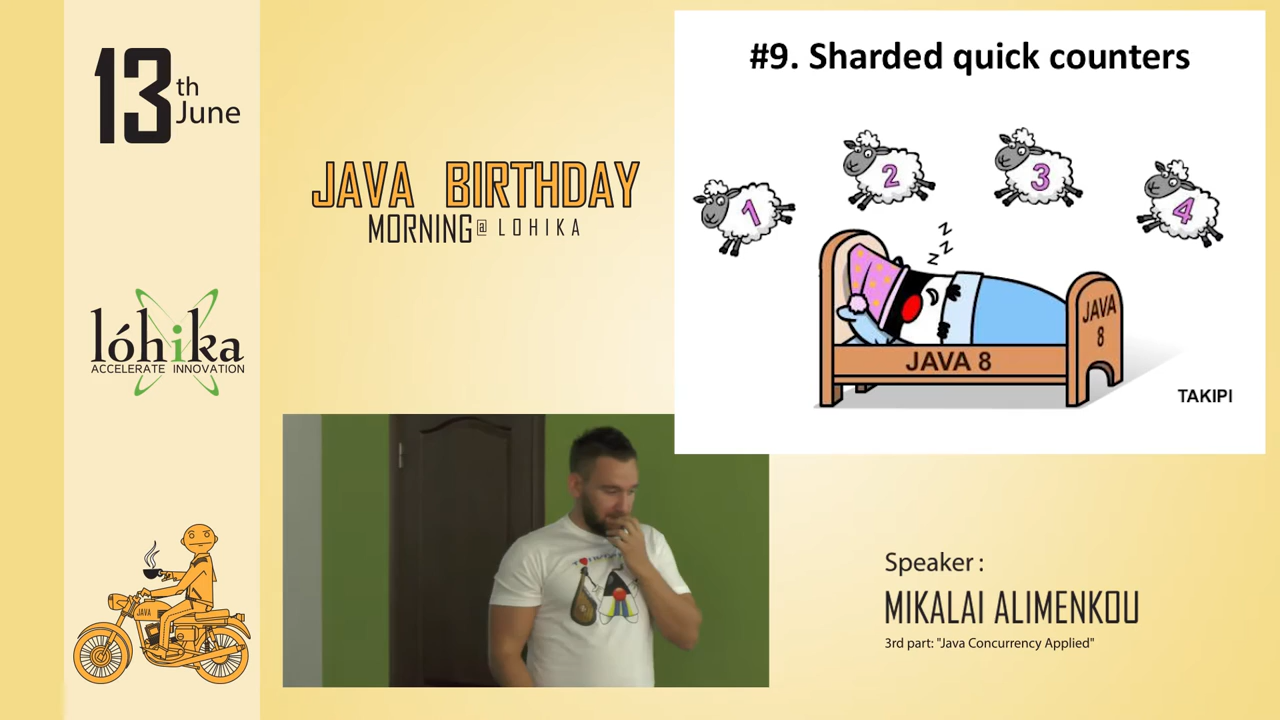 13
th
June
JAVA BIRTHDAY
MORNING@LOHIKA
lóhika
ACCELERATE INNOVATION
JAVA
#9. Sharded quick counters
1
2
3
4
z
z
z
JAVA
8
JAVA 8
TAKIPI
Speaker :
MIKALAI ALIMENKOU
3rd part: "Java Concurrency Applied"